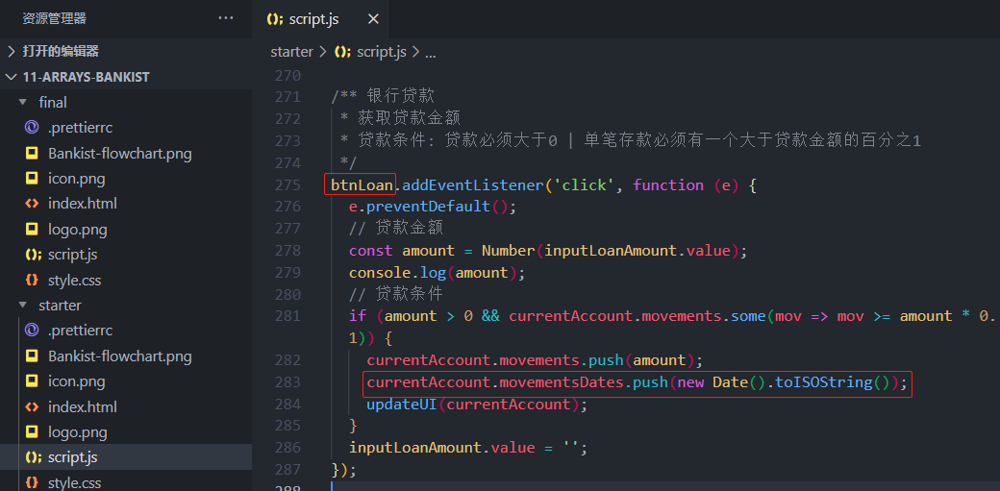 资源管理器
···
打开的编辑器
11-ARRAYS-BANKIST
final
.prettierrc
Bankist-flowchart.png
icon.png
index.html
logo.png
script.js
style.css
starter
.prettierrc
Bankist-flowchart.png
icon.png
index.html
logo.png
script.js
style.css
script.js ×
starter > script.js > ...
270
271 /** 银行贷款
272 * 获取贷款金额
273 * 贷款条件: 贷款必须大于0 | 单笔存款必须有一个大于贷款金额的百分之1
274 */
275 btnLoan.addEventListener('click', function (e) {
276 e.preventDefault();
277 // 贷款金额
278 const amount = Number(inputLoanAmount.value);
279 console.log(amount);
280 // 贷款条件
281 if (amount > 0 && currentAccount.movements.some(mov => mov >= amount * 0.
1)) {
282 currentAccount.movements.push(amount);
283 currentAccount.movementsDates.push(new Date().toISOString());
284 updateUI(currentAccount);
285 }
286 inputLoanAmount.value = '';
287 });
288